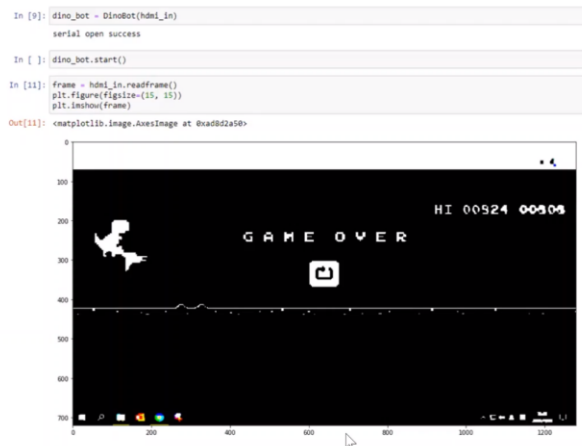 In [9]: dino_bot = DinoBot(hdmi_in)
serial open success
In [ ]: dino_bot.start()
In [11]: frame = hdmi_in.readframe()
plt.figure(figsize=(15, 15))
plt.imshow(frame)
Out[11]: <matplotlib.image.AxesImage at 0xad8d2a50>
0
100
HI 00924
200
GAME OVER
300
400
500
600
700
0 200 400 600 800 1000 1200